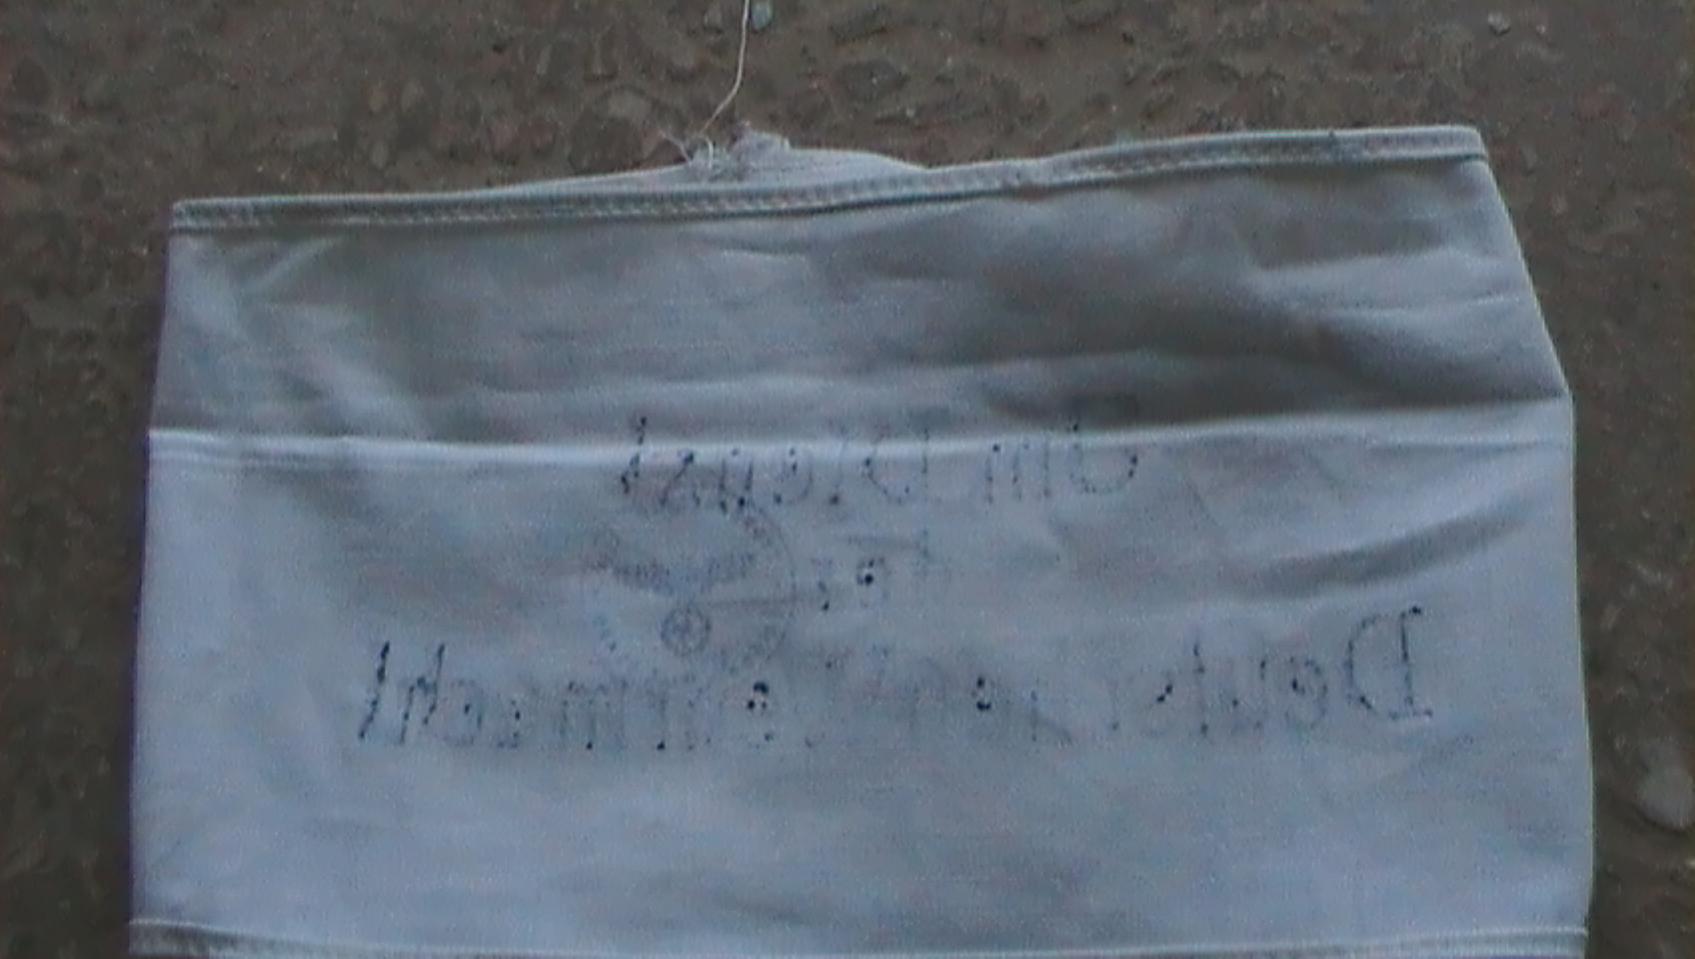 Im Dienst
der
Deutschen Wehrmacht